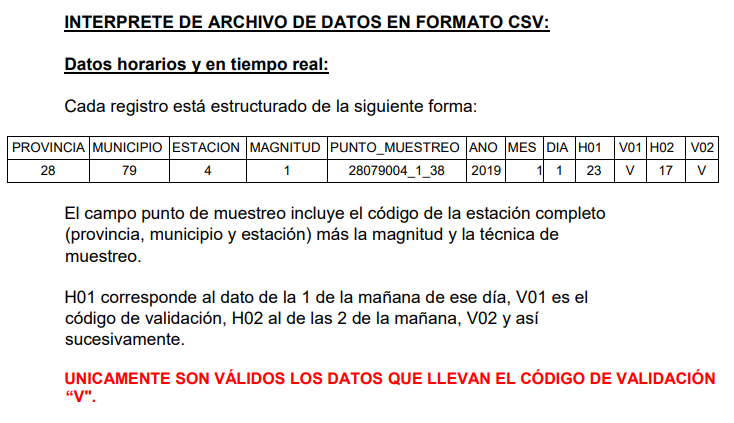 INTERPRETE DE ARCHIVO DE DATOS EN FORMATO CSV:
Datos horarios y en tiempo real:
Cada registro está estructurado de la siguiente forma:
PROVINCIA MUNICIPIO ESTACION MAGNITUD PUNTO_MUESTREO ANO MES DIA H01 V01 H02 V02
28 79 4 1 28079004_1_38 2019 1 1 23 V 17 V
El campo punto de muestreo incluye el código de la estación completo
(provincia, municipio y estación) más la magnitud y la técnica de
muestreo.
H01 corresponde al dato de la 1 de la mañana de ese día, V01 es el
código de validación, H02 al de las 2 de la mañana, V02 y así
sucesivamente.
UNICAMENTE SON VÁLIDOS LOS DATOS QUE LLEVAN EL CÓDIGO DE VALIDACIÓN
“V".